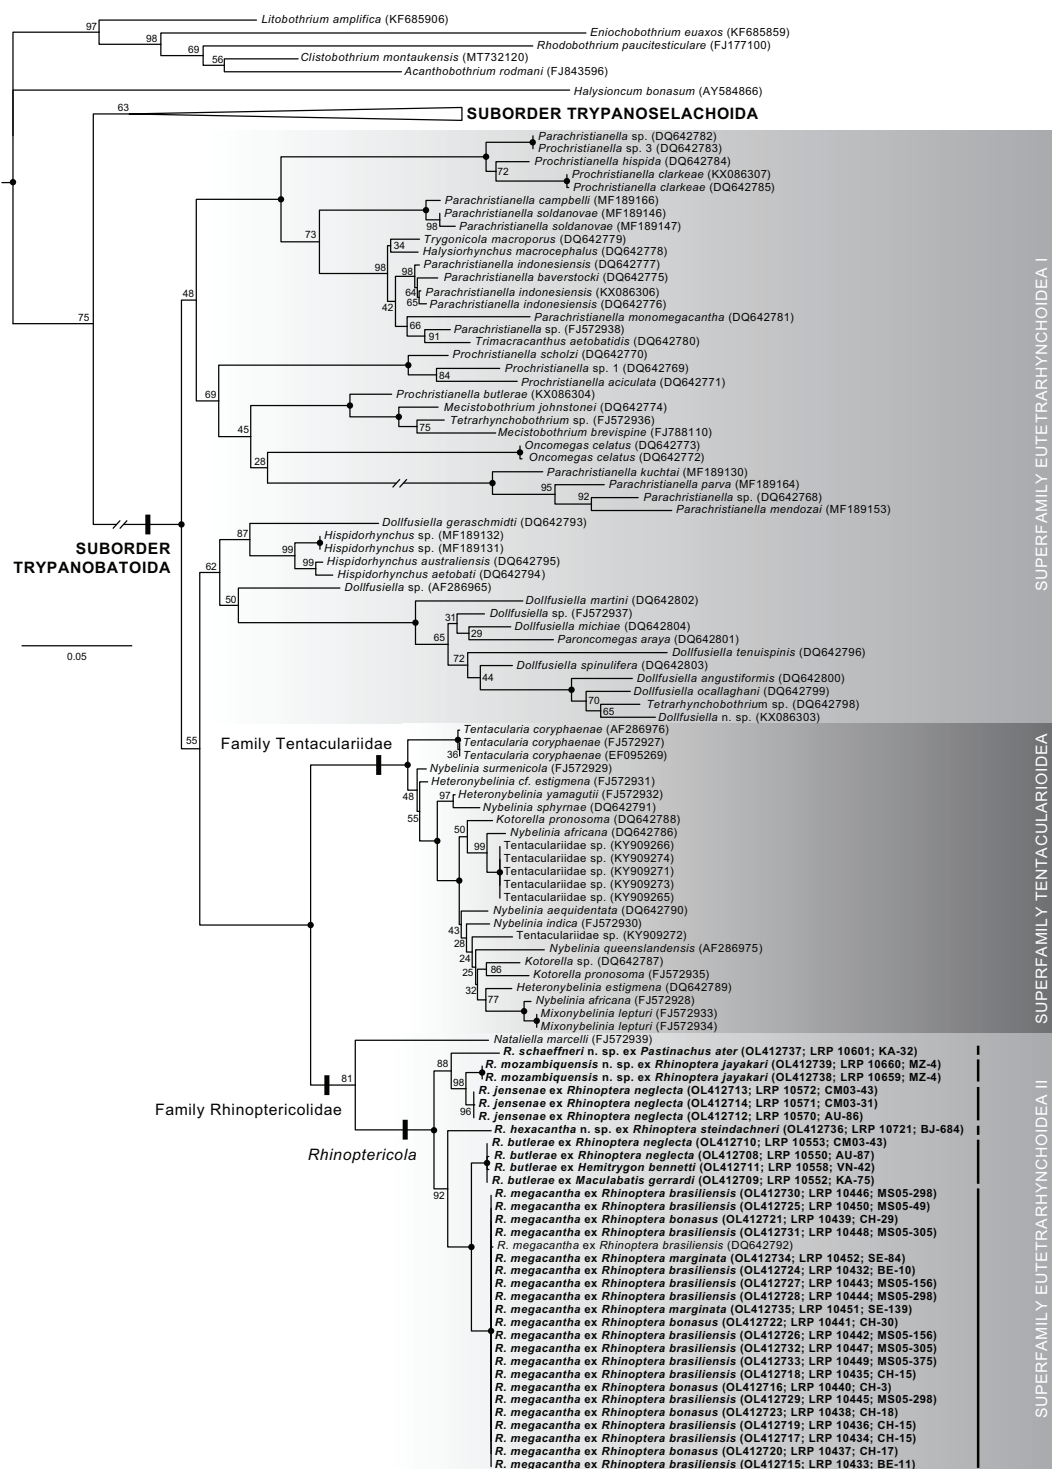 97
Litobothrium amplifica (KF685906)
98
Eniochobothrium euaxos (KF685859)
69
Rhodobothrium paucitesticulare (FJ177100)
56
Clistobothrium montaukensis (MT732120)
Acanthobothrium rodmani (FJ843596)
Halysioncum bonasum (AY584866)
63
SUBORDER TRYPANOSELACHOIDA
Parachristianella sp. (DQ642782)
Prochristianella sp. 3 (DQ642783)
Prochristianella hispida (DQ642784)
72
Prochristianella clarkeae (KX086307)
Prochristianella clarkeae (DQ642785)
Parachristianella campbelli (MF189166)
Parachristianella soldanovae (MF189146)
98
Parachristianella soldanovae (MF189147)
73
Trygonicola macroporus (DQ642779)
34
Halysiorhynchus macrocephalus (DQ642778)
98
Parachristianella indonesiensis (DQ642777)
98
Parachristianella baverstocki (DQ642775)
64
Parachristianella indonesiensis (KX086306)
65
Parachristianella indonesiensis (DQ642776)
42
Parachristianella monomegacantha (DQ642781)
66
Parachristianella sp. (FJ572938)
91
Trimacracanthus aetobatidis (DQ642780)
48
75
Prochristianella scholzi (DQ642770)
Prochristianella sp. 1 (DQ642769)
84
Prochristianella aciculata (DQ642771)
69
Prochristianella butlerae (KX086304)
Mecistobothrium johnstonei (DQ642774)
Tetrarhynchobothrium sp. (FJ572936)
75
Mecistobothrium brevispine (FJ788110)
45
Oncomegas celatus (DQ642773)
Oncomegas celatus (DQ642772)
28
Parachristianella kuchtai (MF189130)
95
Parachristianella parva (MF189164)
92
Parachristianella sp. (DQ642768)
Parachristianella mendozai (MF189153)
SUPERFAMILY EUTETRARHYNCHOIDEA I
SUBORDER
TRYPANOBATOIDA
Dollfusiella geraschmidti (DQ642793)
87
Hispidorhynchus sp. (MF189132)
99
Hispidorhynchus sp. (MF189131)
99
Hispidorhynchus australiensis (DQ642795)
Hispidorhynchus aetobati (DQ642794)
62
Dollfusiella sp. (AF286965)
50
Dollfusiella martini (DQ642802)
31
Dollfusiella sp. (FJ572937)
Dollfusiella michiae (DQ642804)
29
Paroncomegas araya (DQ642801)
65
Dollfusiella tenuispinis (DQ642796)
72
Dollfusiella spinulifera (DQ642803)
44
Dollfusiella angustiformis (DQ642800)
Dollfusiella ocallaghani (DQ642799)
70
Tetrarhynchobothrium sp. (DQ642798)
65
Dollfusiella n. sp. (KX086303)
0.05
55
Family Tentaculariidae
Tentacularia coryphaenae (AF286976)
Tentacularia coryphaenae (FJ572927)
36
Tentacularia coryphaenae (EF095269)
Nybelinia surmenicola (FJ572929)
48
Heteronybelinia cf. estigmena (FJ572931)
97
Heteronybelinia yamagutii (FJ572932)
Nybelinia sphyrnae (DQ642791)
55
Kotorella pronosoma (DQ642788)
50
Nybelinia africana (DQ642786)
99
Tentaculariidae sp. (KY909266)
Tentaculariidae sp. (KY909274)
Tentaculariidae sp. (KY909271)
Tentaculariidae sp. (KY909273)
Tentaculariidae sp. (KY909265)
Nybelinia aequidentata (DQ642790)
43
Nybelinia indica (FJ572930)
28
Tentaculariidae sp. (KY909272)
24
Nybelinia queenslandensis (AF286975)
25
Kotorella sp. (DQ642787)
86
Kotorella pronosoma (FJ572935)
32
Heteronybelinia estigmena (DQ642789)
77
Nybelinia africana (FJ572928)
Mixonybelinia lepturi (FJ572933)
Mixonybelinia lepturi (FJ572934)
SUPERFAMILY TENTACULARIOIDEA
Nataliella marcelli (FJ572939)
81
Family Rhinoptericolidae
Rhinoptericola
88
R. schaeffneri n. sp. ex Pastinachus ater (OL412737; LRP 10601; KA-32)
R. mozambiquensis n. sp. ex Rhinoptera jayakari (OL412739; LRP 10660; MZ-4)
98
R. mozambiquensis n. sp. ex Rhinoptera jayakari (OL412738; LRP 10659; MZ-4)
R. jensenae ex Rhinoptera neglecta (OL412713; LRP 10572; CM03-43)
R. jensenae ex Rhinoptera neglecta (OL412714; LRP 10571; CM03-31)
96
R. jensenae ex Rhinoptera neglecta (OL412712; LRP 10570; AU-86)
R. hexacantha n. sp. ex Rhinoptera steindachneri (OL412736; LRP 10721; BJ-684)
R. butlerae ex Rhinoptera neglecta (OL412710; LRP 10553; CM03-43)
R. butlerae ex Rhinoptera neglecta (OL412708; LRP 10550; AU-87)
R. butlerae ex Hemitrygon bennetti (OL412711; LRP 10558; VN-42)
R. butlerae ex Maculabatis gerrardi (OL412709; LRP 10552; KA-75)
92
R. megacantha ex Rhinoptera brasiliensis (OL412730; LRP 10446; MS05-298)
R. megacantha ex Rhinoptera brasiliensis (OL412725; LRP 10450; MS05-49)
R. megacantha ex Rhinoptera bonasus (OL412721; LRP 10439; CH-29)
R. megacantha ex Rhinoptera brasiliensis (OL412731; LRP 10448; MS05-305)
R. megacantha ex Rhinoptera brasiliensis (DQ642792)
R. megacantha ex Rhinoptera marginata (OL412734; LRP 10452; SE-84)
R. megacantha ex Rhinoptera brasiliensis (OL412724; LRP 10432; BE-10)
R. megacantha ex Rhinoptera brasiliensis (OL412727; LRP 10443; MS05-156)
R. megacantha ex Rhinoptera brasiliensis (OL412728; LRP 10444; MS05-298)
R. megacantha ex Rhinoptera marginata (OL412735; LRP 10451; SE-139)
R. megacantha ex Rhinoptera bonasus (OL412722; LRP 10441; CH-30)
R. megacantha ex Rhinoptera brasiliensis (OL412726; LRP 10442; MS05-156)
R. megacantha ex Rhinoptera brasiliensis (OL412732; LRP 10447; MS05-305)
R. megacantha ex Rhinoptera brasiliensis (OL412733; LRP 10449; MS05-375)
R. megacantha ex Rhinoptera brasiliensis (OL412718; LRP 10435; CH-15)
R. megacantha ex Rhinoptera bonasus (OL412716; LRP 10440; CH-3)
R. megacantha ex Rhinoptera brasiliensis (OL412729; LRP 10445; MS05-298)
R. megacantha ex Rhinoptera bonasus (OL412723; LRP 10438; CH-18)
R. megacantha ex Rhinoptera brasiliensis (OL412719; LRP 10436; CH-15)
R. megacantha ex Rhinoptera brasiliensis (OL412717; LRP 10434; CH-15)
R. megacantha ex Rhinoptera bonasus (OL412720; LRP 10437; CH-17)
R. megacantha ex Rhinoptera brasiliensis (OL412715; LRP 10433; BE-11)
SUPERFAMILY EUTETRARHYNCHOIDEA II